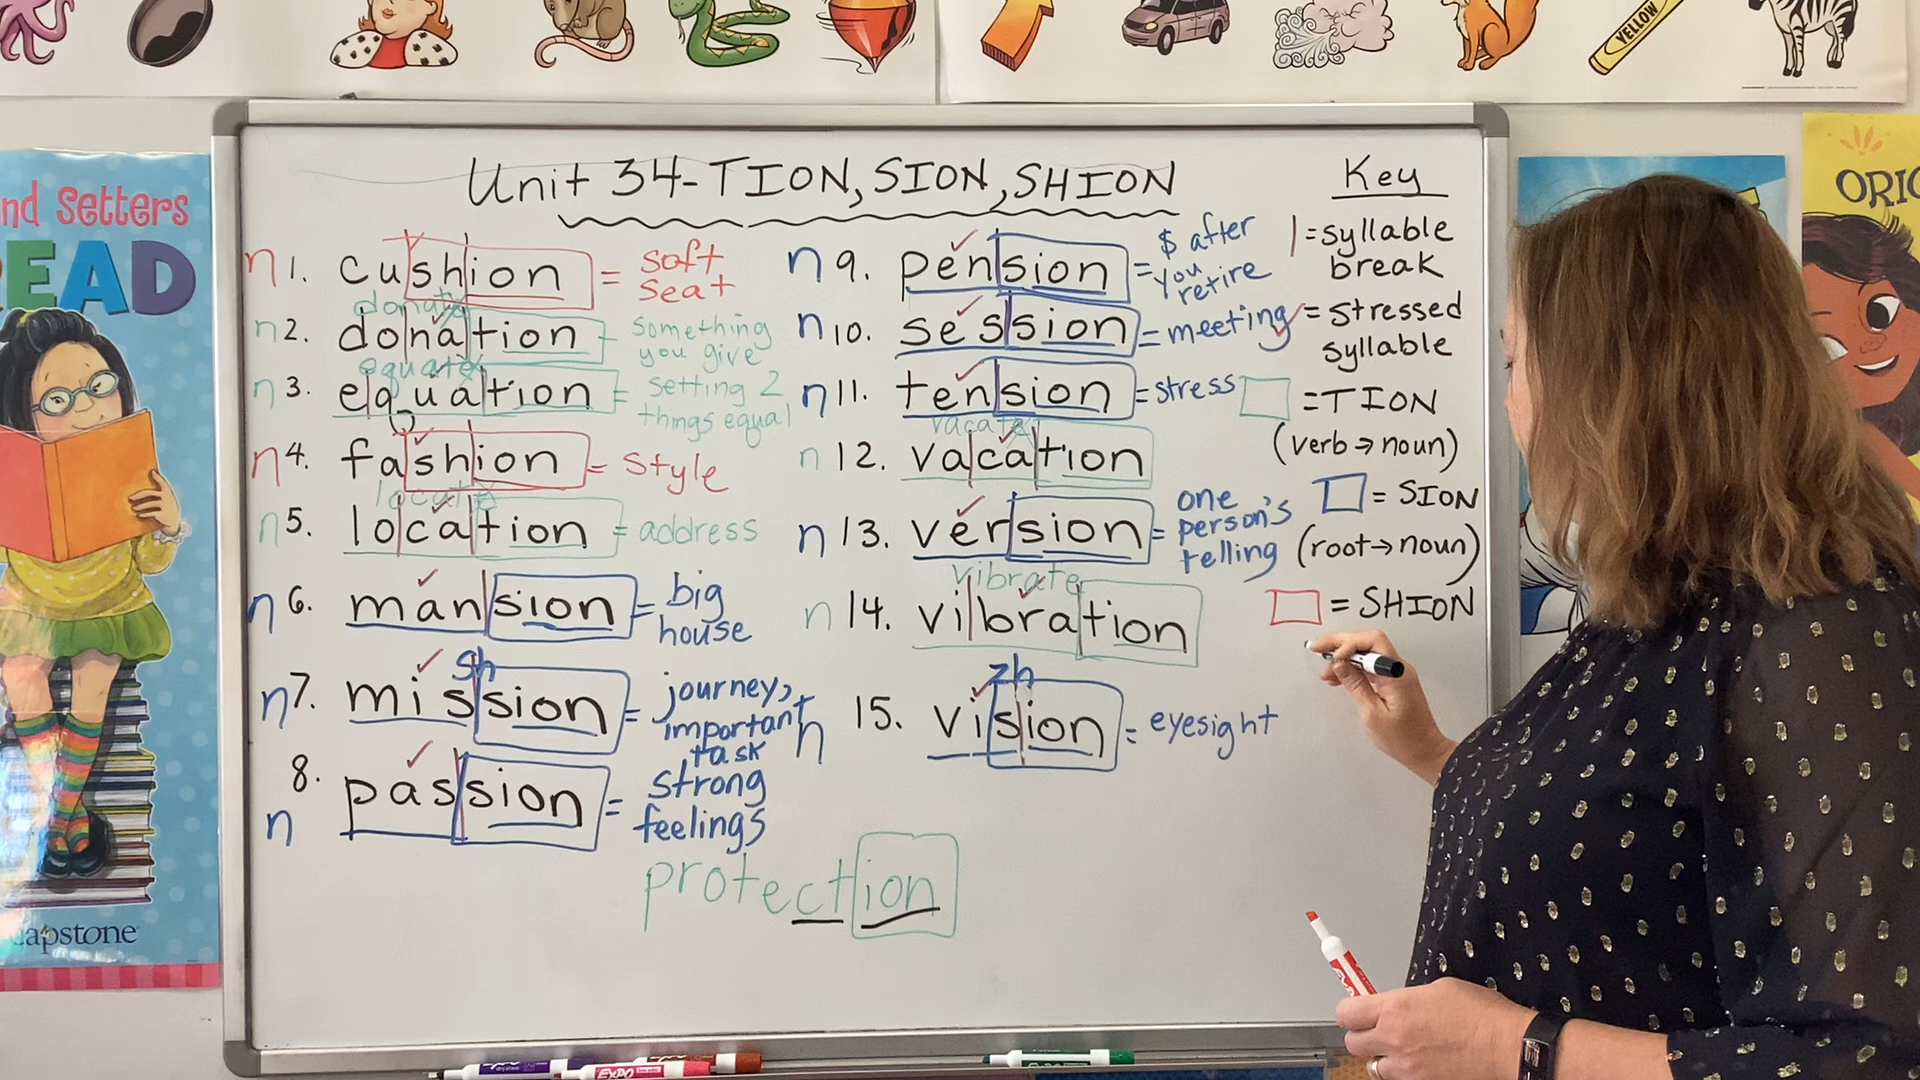 YELLOW
nd Setters
EAD
capstone
ORIG
Unit 34-TION, SION, SHION
n 1. cushion = soft seat
donate
n 2. donation = something you give
equate
n 3. equation = setting 2 things equal
n 4. fashion = style
locate
n 5. location = address
n 6. mansion = big house
sh
n 7. mission = journey, important task
n 8. passion = strong feelings
protection
n 9. pension = $ after you retire
n 10. session = meeting
n 11. tension = stress
vacate
n 12. vacation
n 13. version = one person's telling
vibrate
n 14. vibration
zh
n 15. vision = eyesight
Key
| = syllable
break
✓ = stressed
syllable
= TION
(verb → noun)
= SION
(root → noun)
= SHION
EXPO